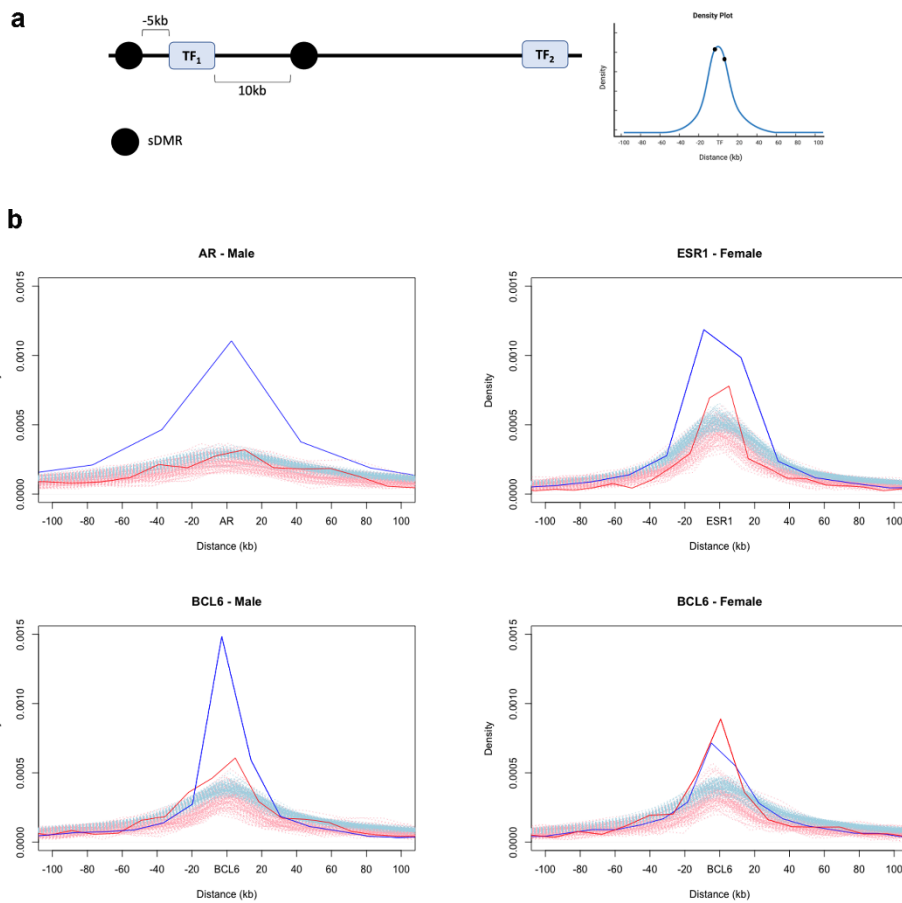 a
-5kb
TF1
TF2
10kb
sDMR
Density Plot
Density
-100 -80 -60 -40 -20 TF 20 40 60 80 100
Distance (kb)
b
AR - Male
0.0015
0.0010
0.0005
0.0000
-100 -80 -60 -40 -20 AR 20 40 60 80 100
Distance (kb)
ESR1 - Female
Density
0.0015
0.0010
0.0005
0.0000
-100 -80 -60 -40 -20 ESR1 20 40 60 80 100
Distance (kb)
BCL6 - Male
0.0015
0.0010
0.0005
0.0000
-100 -80 -60 -40 -20 BCL6 20 40 60 80 100
Distance (kb)
BCL6 - Female
Density
0.0015
0.0010
0.0005
0.0000
-100 -80 -60 -40 -20 BCL6 20 40 60 80 100
Distance (kb)